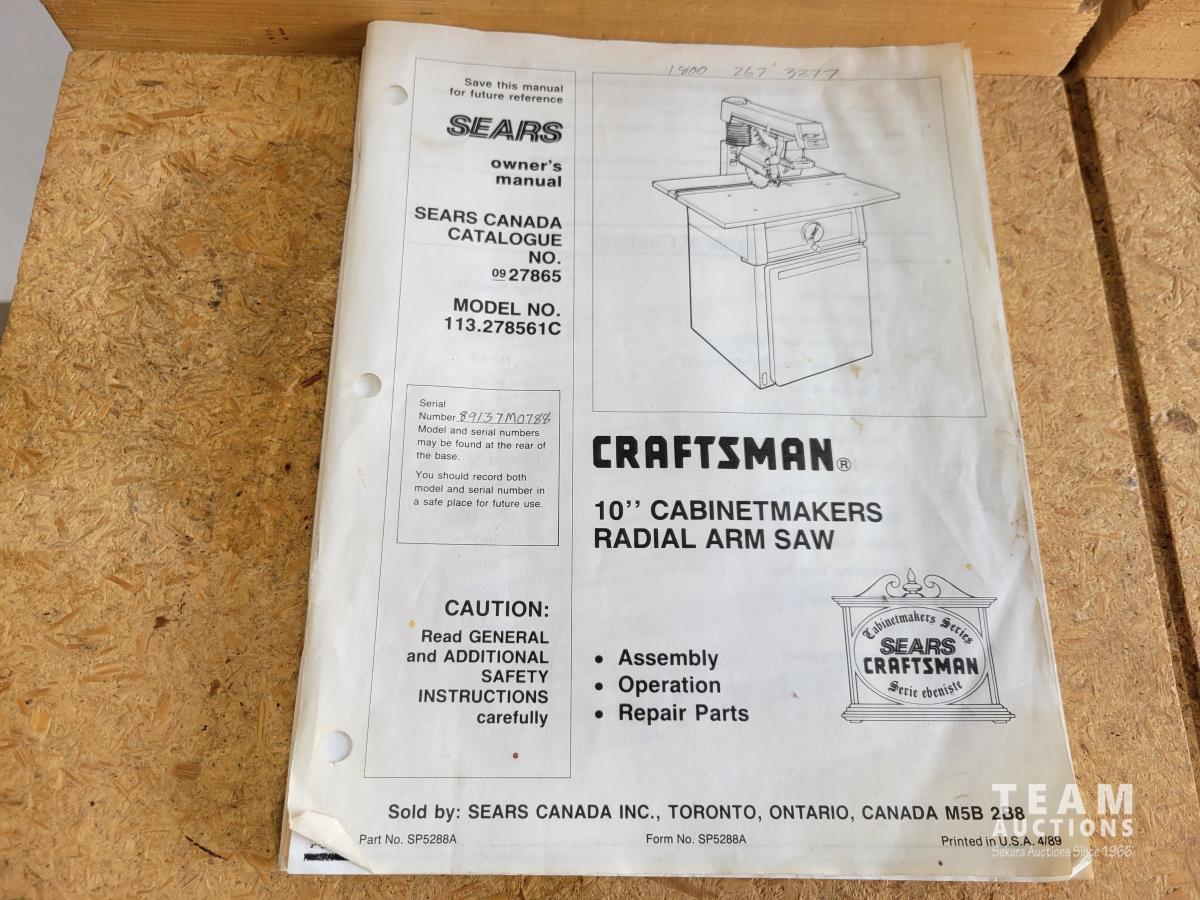 1800 267 3277
Save this manual
for future reference
SEARS
owner's
manual
SEARS CANADA
CATALOGUE
NO.
09 27865
MODEL NO.
113.278561C
Serial
Number 89137M0788
Model and serial numbers
may be found at the rear of
the base.
You should record both
model and serial number in
a safe place for future use.
CAUTION:
Read GENERAL
and ADDITIONAL
SAFETY
INSTRUCTIONS
carefully
CRAFTSMAN®
10'' CABINETMAKERS
RADIAL ARM SAW
• Assembly
• Operation
• Repair Parts
Cabinetmakers Series
SEARS
CRAFTSMAN
Serie ebeniste
Sold by: SEARS CANADA INC., TORONTO, ONTARIO, CANADA M5B 2B8
Part No. SP5288A Form No. SP5288A Printed in U.S.A. 4/89
TEAM
AUCTIONS
Sekura Auctions Since 1966